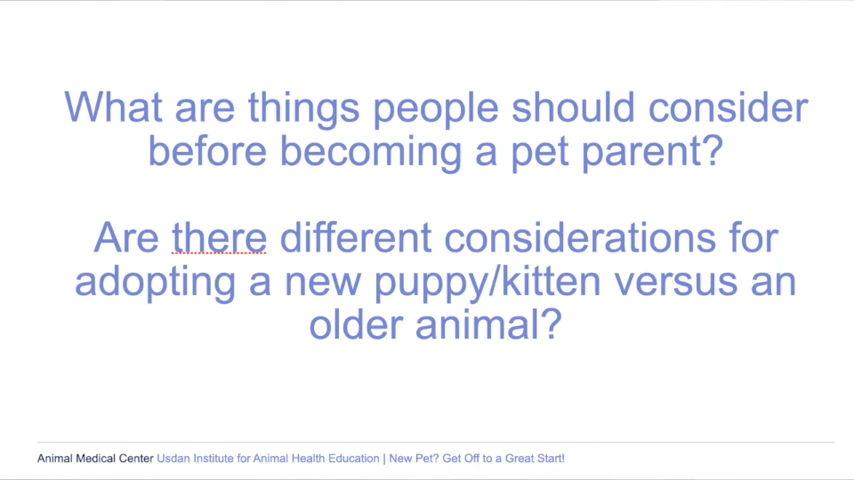 What are things people should consider
before becoming a pet parent?
Are there different considerations for
adopting a new puppy/kitten versus an
older animal?
Animal Medical Center Usdan Institute for Animal Health Education | New Pet? Get Off to a Great Start!